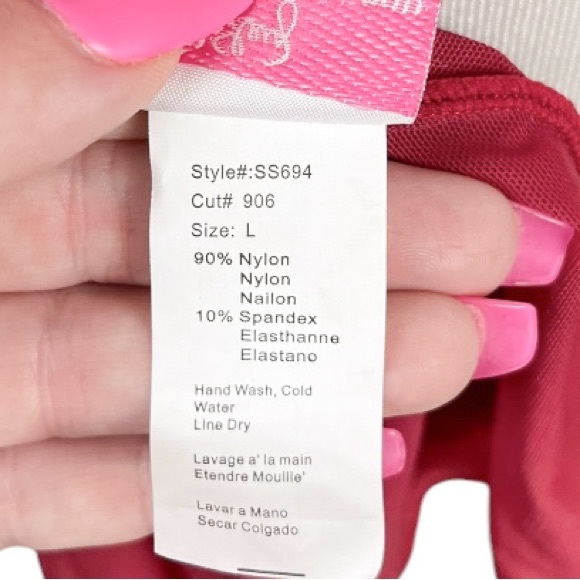 Style#:SS694
Cut# 906
Size: L
90% Nylon
Nylon
Nailon
10% Spandex
Elasthanne
Elastano
Hand Wash, Cold
Water
Line Dry
Lavage a' la main
Etendre Mouille'
Lavar a Mano
Secar Colgado